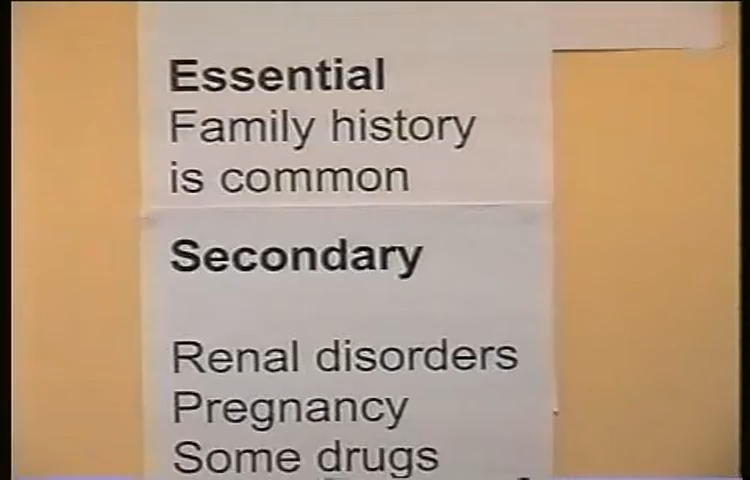 Essential
Family history
is common
Secondary
Renal disorders
Pregnancy
Some drugs